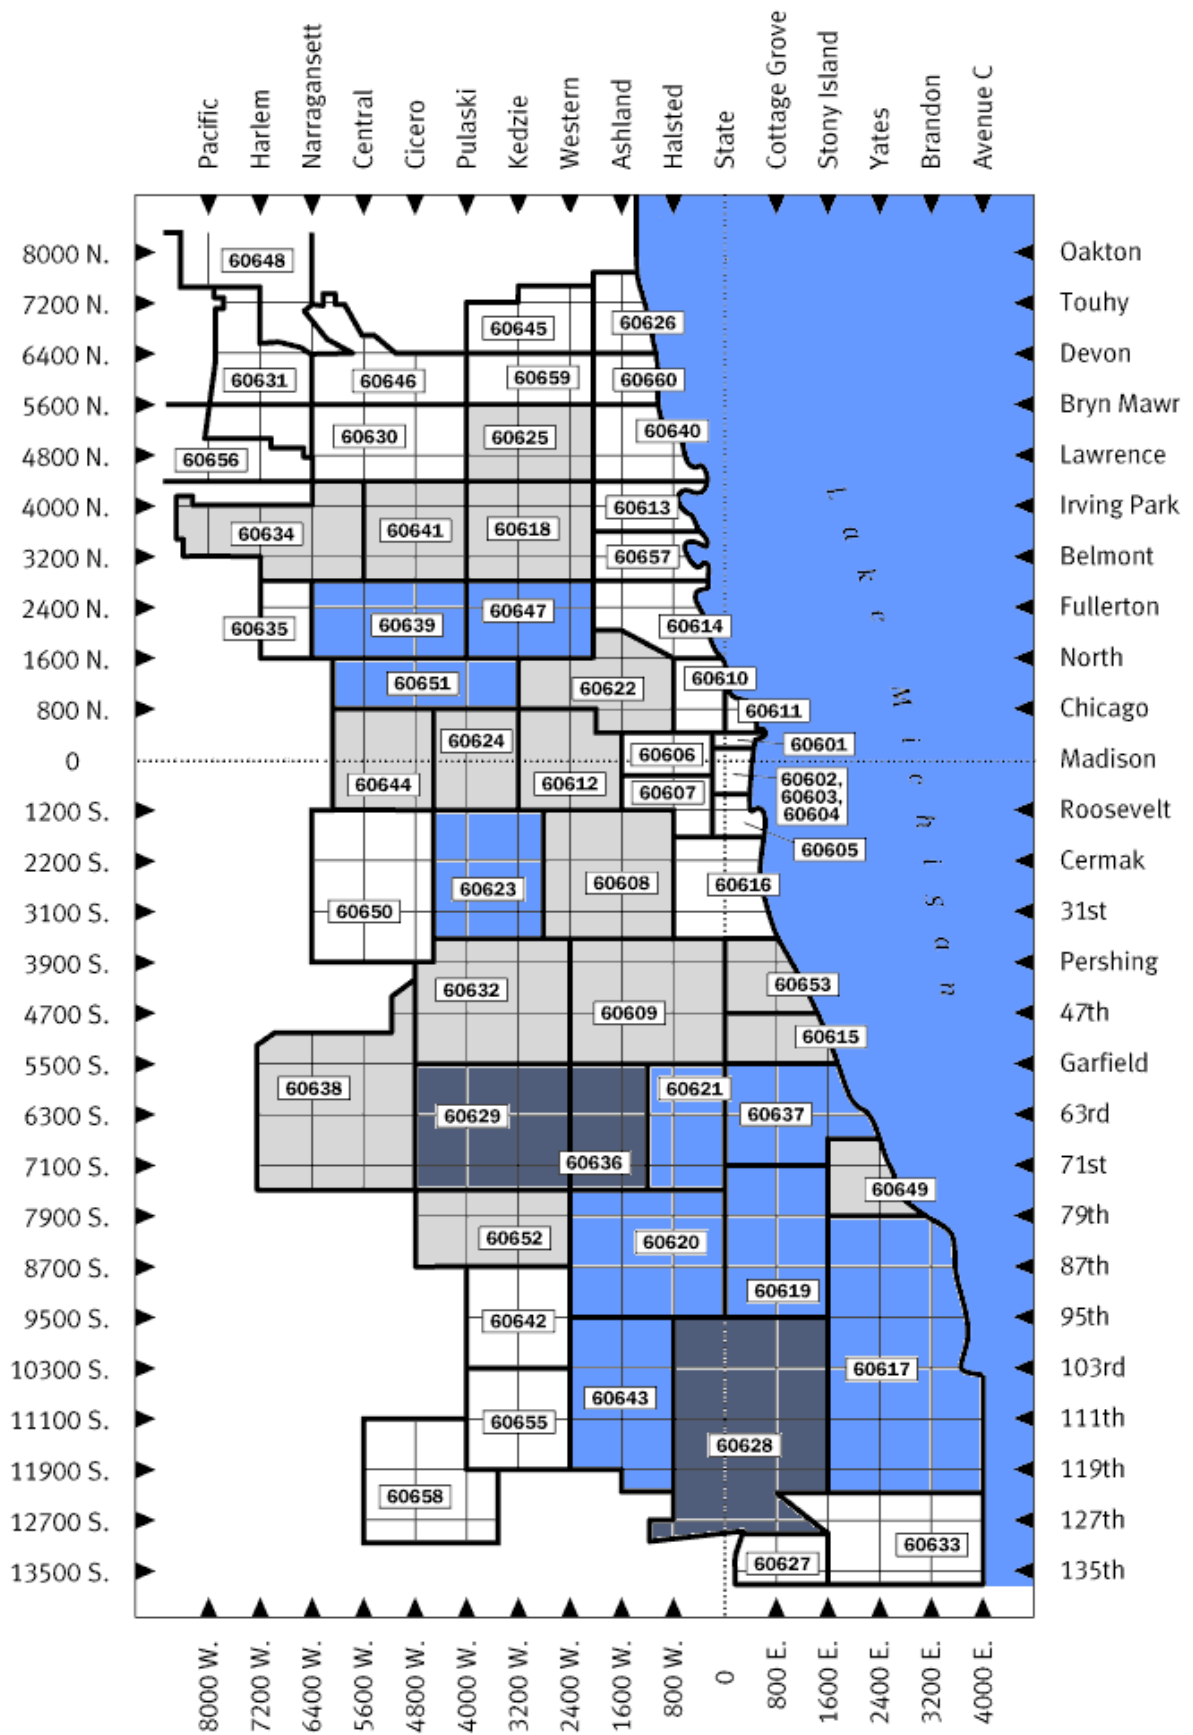 Pacific
Harlem
Narragansett
Central
Cicero
Pulaski
Kedzie
Western
Ashland
Halsted
State
Cottage Grove
Stony Island
Yates
Brandon
Avenue C
8000 N.
60648
Oakton
7200 N.
60645
60626
Touhy
6400 N.
Devon
60631
60646
60659
60660
5600 N.
Bryn Mawr
60630
60625
60640
4800 N.
60656
Lawrence
4000 N.
60634
60641
60618
60613
Irving Park
3200 N.
60657
Belmont
2400 N.
60635
60639
60647
60614
Fullerton
1600 N.
North
60651
60622
60610
800 N.
60611
Chicago
60624
60601
0
60606
Madison
60644
60612
60607
60602,
60603,
60604
1200 S.
Roosevelt
60605
2200 S.
60623
60608
60616
Cermak
3100 S.
60650
31st
3900 S.
Pershing
60632
60653
4700 S.
60609
47th
60615
5500 S.
Garfield
60638
60621
6300 S.
60629
60637
63rd
7100 S.
60636
71st
60649
7900 S.
79th
60652
60620
8700 S.
87th
60619
9500 S.
60642
95th
10300 S.
60617
103rd
60643
11100 S.
60655
111th
60628
11900 S.
119th
60658
12700 S.
127th
60633
60627
13500 S.
135th
Lake Michigan
8000 W.
7200 W.
6400 W.
5600 W.
4800 W.
4000 W.
3200 W.
2400 W.
1600 W.
800 W.
0
800 E.
1600 E.
2400 E.
3200 E.
4000 E.